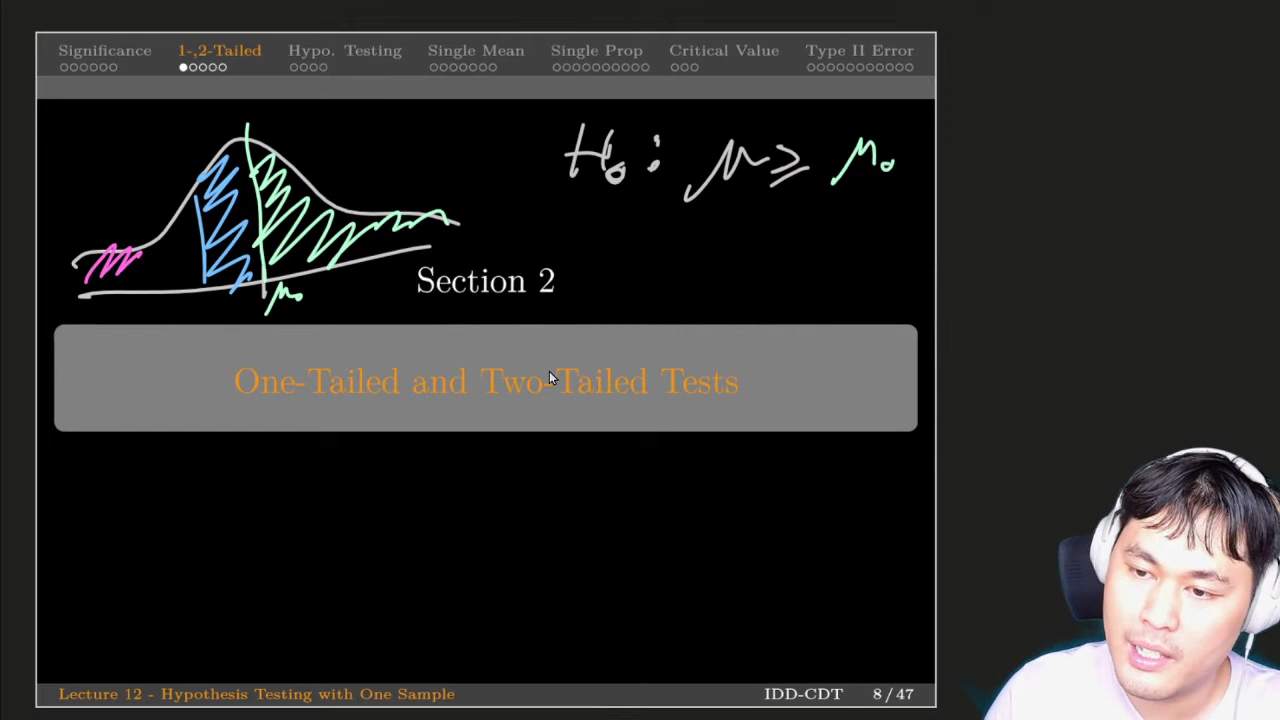 Significance 1-,2-Tailed Hypo. Testing Single Mean Single Prop Critical Value Type II Error
H₀ : μ ≥ μ₀
μ₀
Section 2
One-Tailed and Two-Tailed Tests
Lecture 12 - Hypothesis Testing with One Sample IDD-CDT 8/47